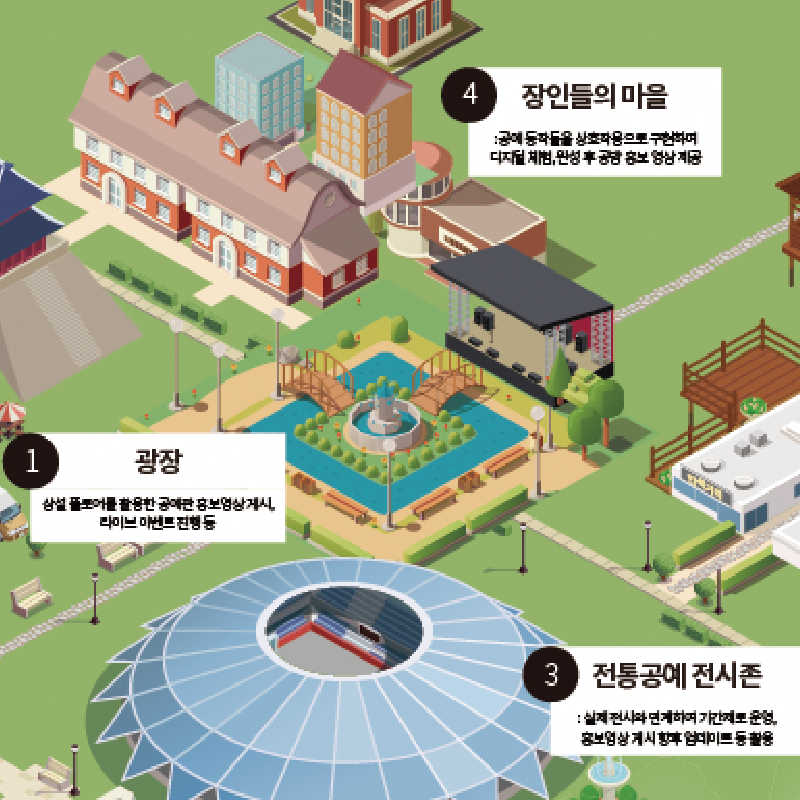 4
장인들의 마을
: 공예 동작들을 상호작용으로 구현하며
디지털 체험, 완성 후 공판 홍보 영상 제공
1
광장
상설 플로어를 활용한 공예관 홍보영상 게시,
라이브 이벤트 진행 등
3
전통공예 전시존
: 실제 전시와 연계하여 기간제로 운영,
홍보영상 게시 향후 업데이트 등 활용